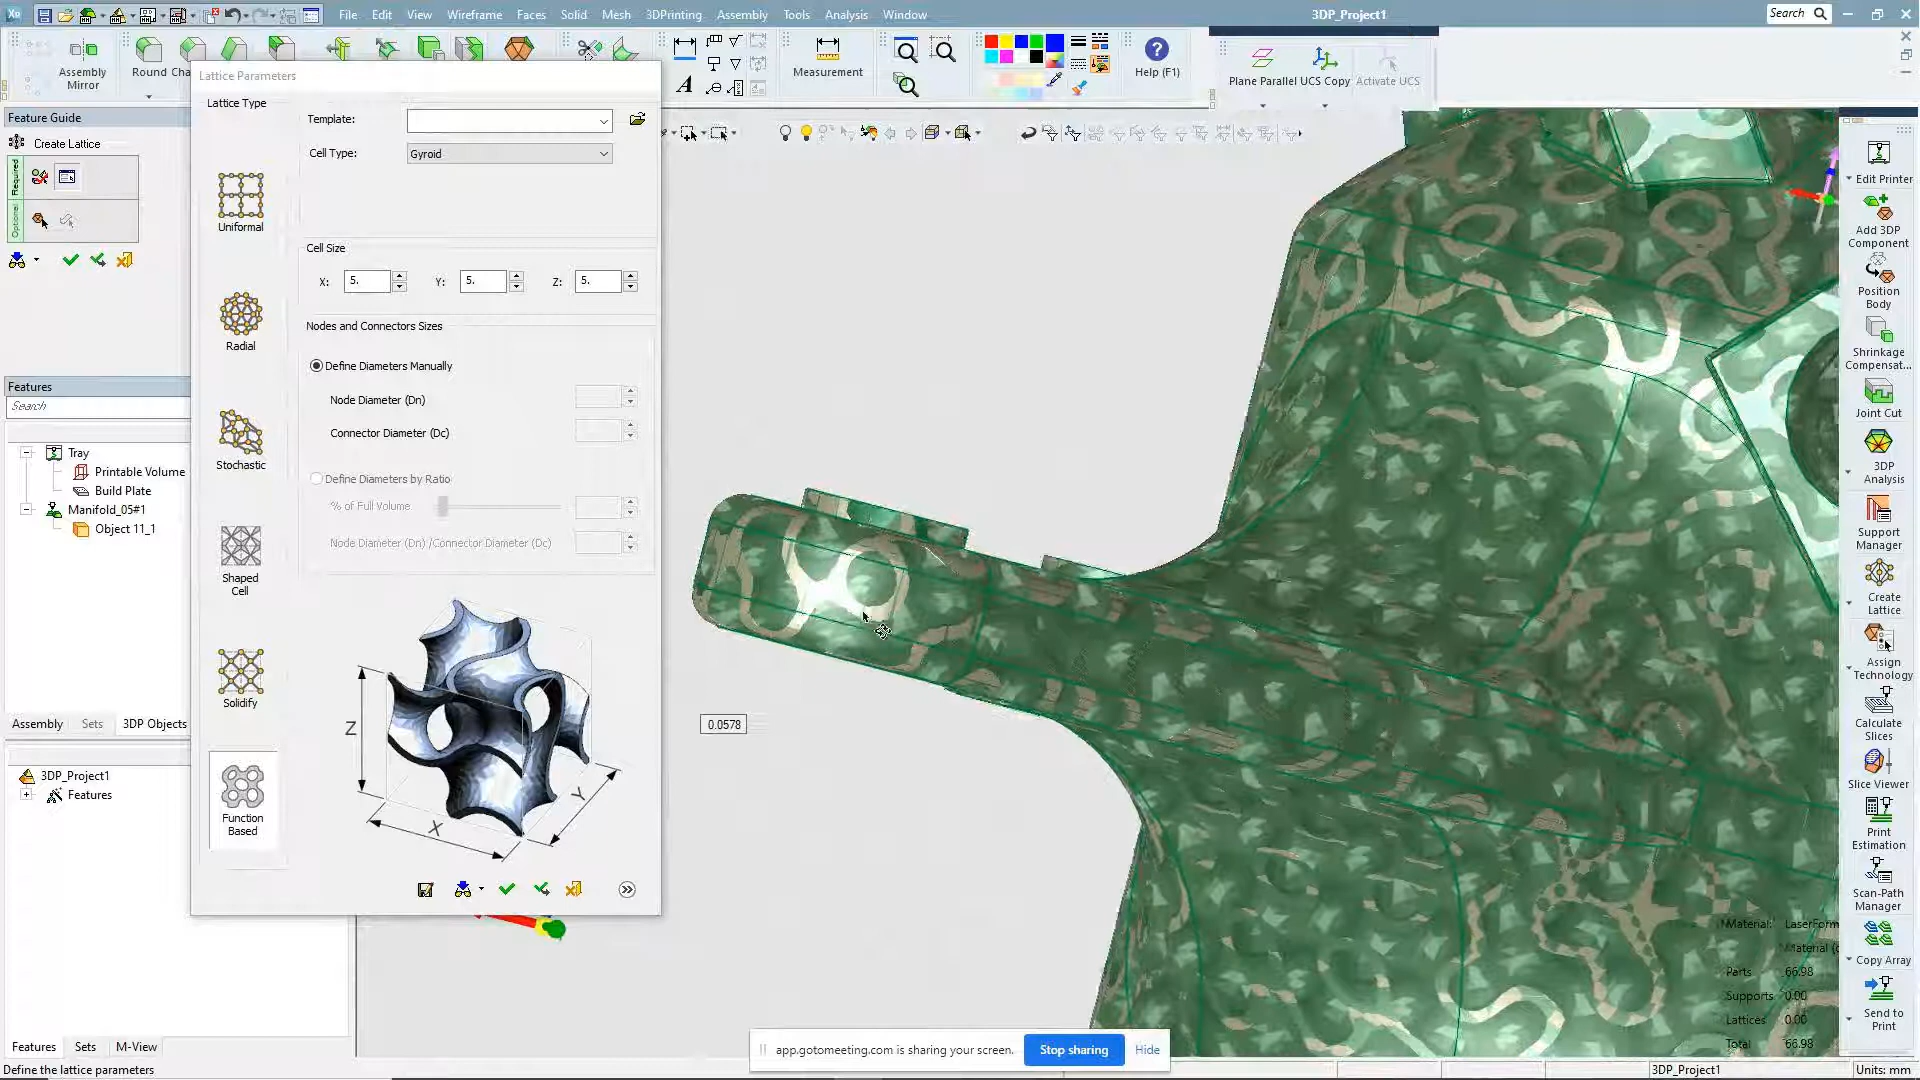 File Edit View Wireframe Faces Solid Mesh 3DPrinting Assembly Tools Analysis Window
3DP_Project1
Search
Assembly
Mirror
Round
Cha
Measurement
Help (F1)
Plane Parallel UCS Copy Activate UCS
Feature Guide
Create Lattice
Required
Optional
Features
Search
Tray
Printable Volume
Build Plate
Manifold_05#1
Object 11_1
Assembly Sets 3DP Objects
3DP_Project1
Features
Features Sets M-View
Define the lattice parameters
Lattice Parameters
Lattice Type
Uniform
Radial
Stochastic
Shaped
Cell
Solidify
Function
Based
Template:
Cell Type: Gyroid
Cell Size
X: 5. Y: 5. Z: 5.
Nodes and Connectors Sizes
Define Diameters Manually
Node Diameter (Dn)
Connector Diameter (Dc)
Define Diameters by Ratio
% of Full Volume
Node Diameter (Dn) /Connector Diameter (Dc)
Z
X
Y
0.0578
Material: LaserForm
Material (
Parts 66.98
Supports 0.00
Lattices 0.00
Total 66.98
app.gotomeeting.com is sharing your screen. Stop sharing Hide
Edit Printer
Add 3DP
Component
Position
Body
Shrinkage
Compensat...
Joint Cut
3DP
Analysis
Support
Manager
Create
Lattice
Assign
Technology
Calculate
Slices
Slice Viewer
Print
Estimation
Scan-Path
Manager
Copy Array
Send to
Print
3DP_Project1
Units: mm